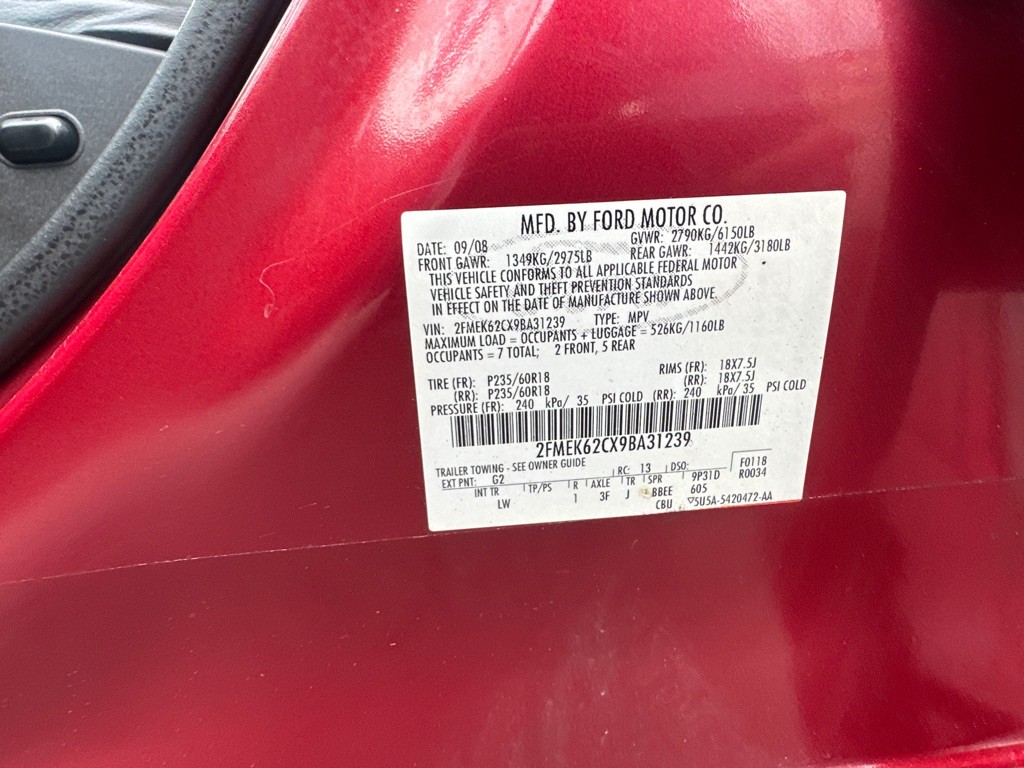 MFD. BY FORD MOTOR CO.
DATE: 09/08 GVWR: 2790KG/6150LB
FRONT GAWR: 1349KG/2975LB REAR GAWR: 1442KG/3180LB
THIS VEHICLE CONFORMS TO ALL APPLICABLE FEDERAL MOTOR
VEHICLE SAFETY AND THEFT PREVENTION STANDARDS
IN EFFECT ON THE DATE OF MANUFACTURE SHOWN ABOVE.
VIN: 2FMEK62CX9BA31239 TYPE: MPV
MAXIMUM LOAD = OCCUPANTS + LUGGAGE = 526KG/1160LB
OCCUPANTS = 7 TOTAL; 2 FRONT, 5 REAR
TIRE (FR): P235/60R18 RIMS (FR): 18X7.5J
(RR): P235/60R18 (RR): 18X7.5J
PRESSURE (FR): 240 kPa/ 35 PSI COLD (RR): 240 kPa/ 35 PSI COLD
2FMEK62CX9BA31239
TRAILER TOWING - SEE OWNER GUIDE
EXT PNT: G2 RC: 13 DSO: 9P31D F0118
R0034
INT TR TP/PS R AXLE TR SPR
LW 1 3F J BBEE 605
CBU ▽5U5A-5420472-AA